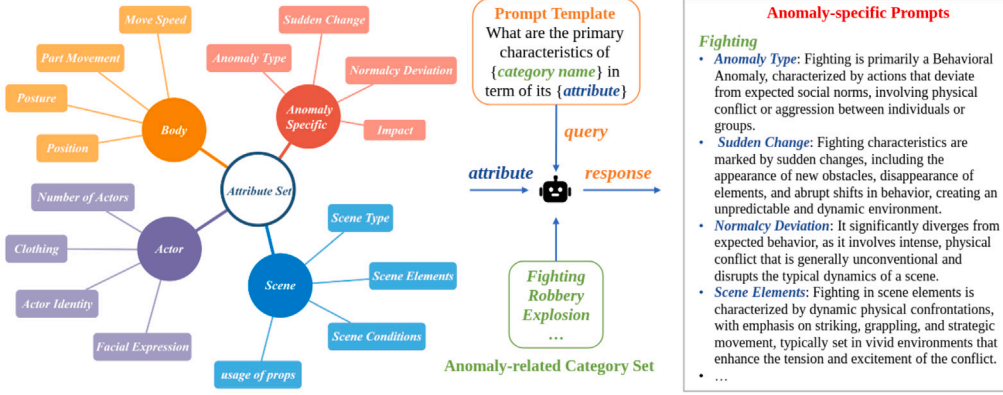 Move Speed
Part Movement
Posture
Position
Body
Sudden Change
Anomaly Type
Normalcy Deviation
Impact
Anomaly
Specific
Attribute Set
Number of Actors
Clothing
Actor Identity
Facial Expression
Actor
Scene Type
Scene Elements
Scene Conditions
usage of props
Scene
Prompt Template
What are the primary
characteristics of
{category name} in
term of its {attribute}
query
attribute
response
Fighting
Robbery
Explosion
...
Anomaly-related Category Set
Anomaly-specific Prompts
Fighting
• Anomaly Type: Fighting is primarily a Behavioral
Anomaly, characterized by actions that deviate
from expected social norms, involving physical
conflict or aggression between individuals or
groups.
• Sudden Change: Fighting characteristics are
marked by sudden changes, including the
appearance of new obstacles, disappearance of
elements, and abrupt shifts in behavior, creating an
unpredictable and dynamic environment.
• Normalcy Deviation: It significantly diverges from
expected behavior, as it involves intense, physical
conflict that is generally unconventional and
disrupts the typical dynamics of a scene.
• Scene Elements: Fighting in scene elements is
characterized by dynamic physical confrontations,
with emphasis on striking, grappling, and strategic
movement, typically set in vivid environments that
enhance the tension and excitement of the conflict.
• ...